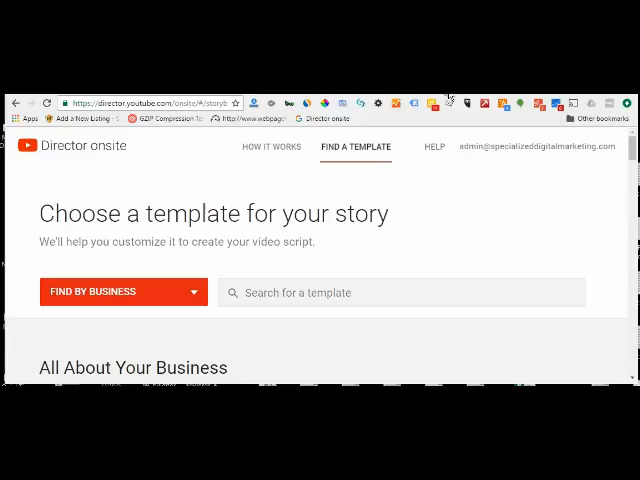 https://director.youtube.com/onsite/#/storyb
Apps
Add a New Listing - S
GZIP Compression Te
http://www.webpage
Director onsite
Other bookmarks
Director onsite
HOW IT WORKS
FIND A TEMPLATE
HELP
admin@specializeddigitalmarketing.com
Choose a template for your story
We'll help you customize it to create your video script.
FIND BY BUSINESS
Search for a template
All About Your Business